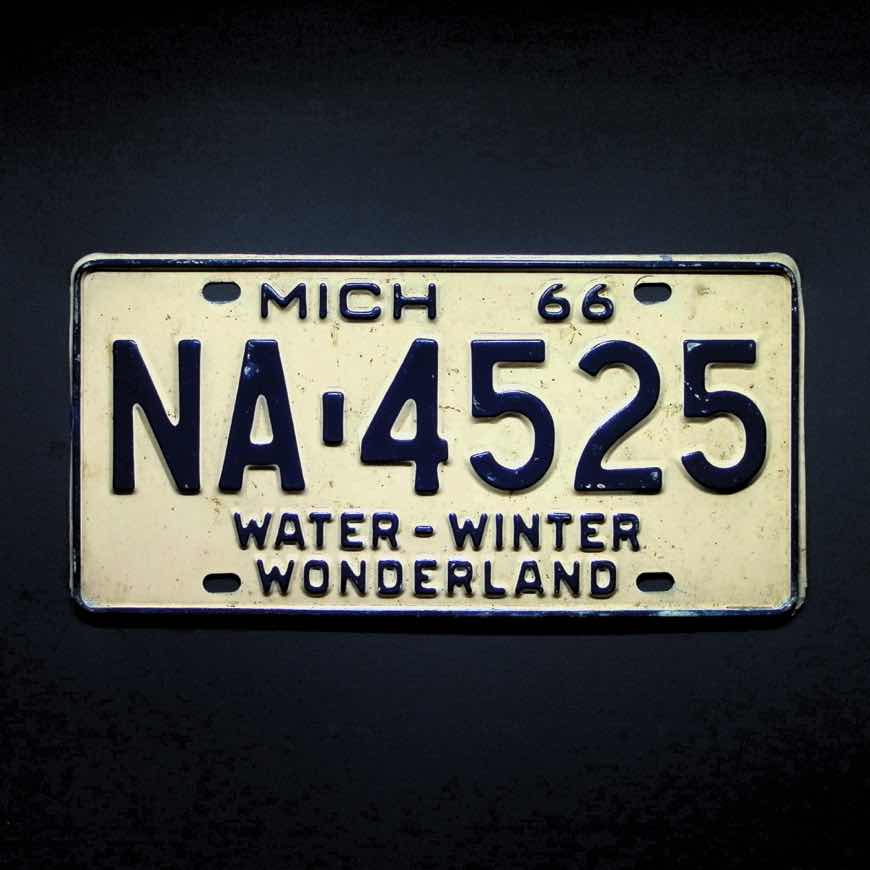 MICH 66
NA-4525
WATER-WINTER
WONDERLAND